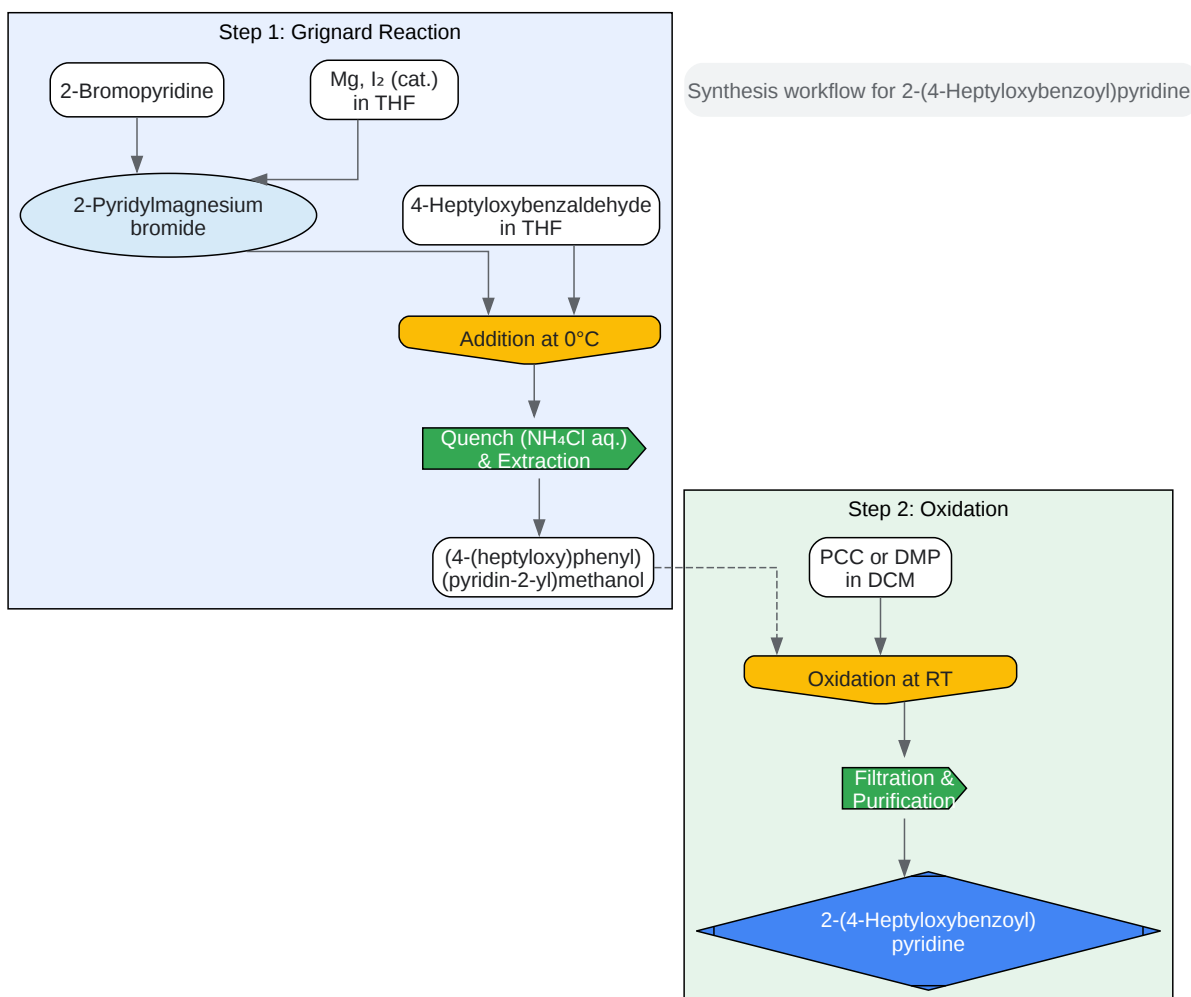 Step 1: Grignard Reaction
2-Bromopyridine
Mg, I₂ (cat.)
in THF
Synthesis workflow for 2-(4-Heptyloxybenzoyl)pyridine
2-Pyridylmagnesium
bromide
4-Heptyloxybenzaldehyde
in THF
Addition at 0°C
Quench (NH₄Cl aq.)
& Extraction
(4-(heptyloxy)phenyl)
(pyridin-2-yl)methanol
Step 2: Oxidation
PCC or DMP
in DCM
Oxidation at RT
Filtration &
Purification
2-(4-Heptyloxybenzoyl)
pyridine